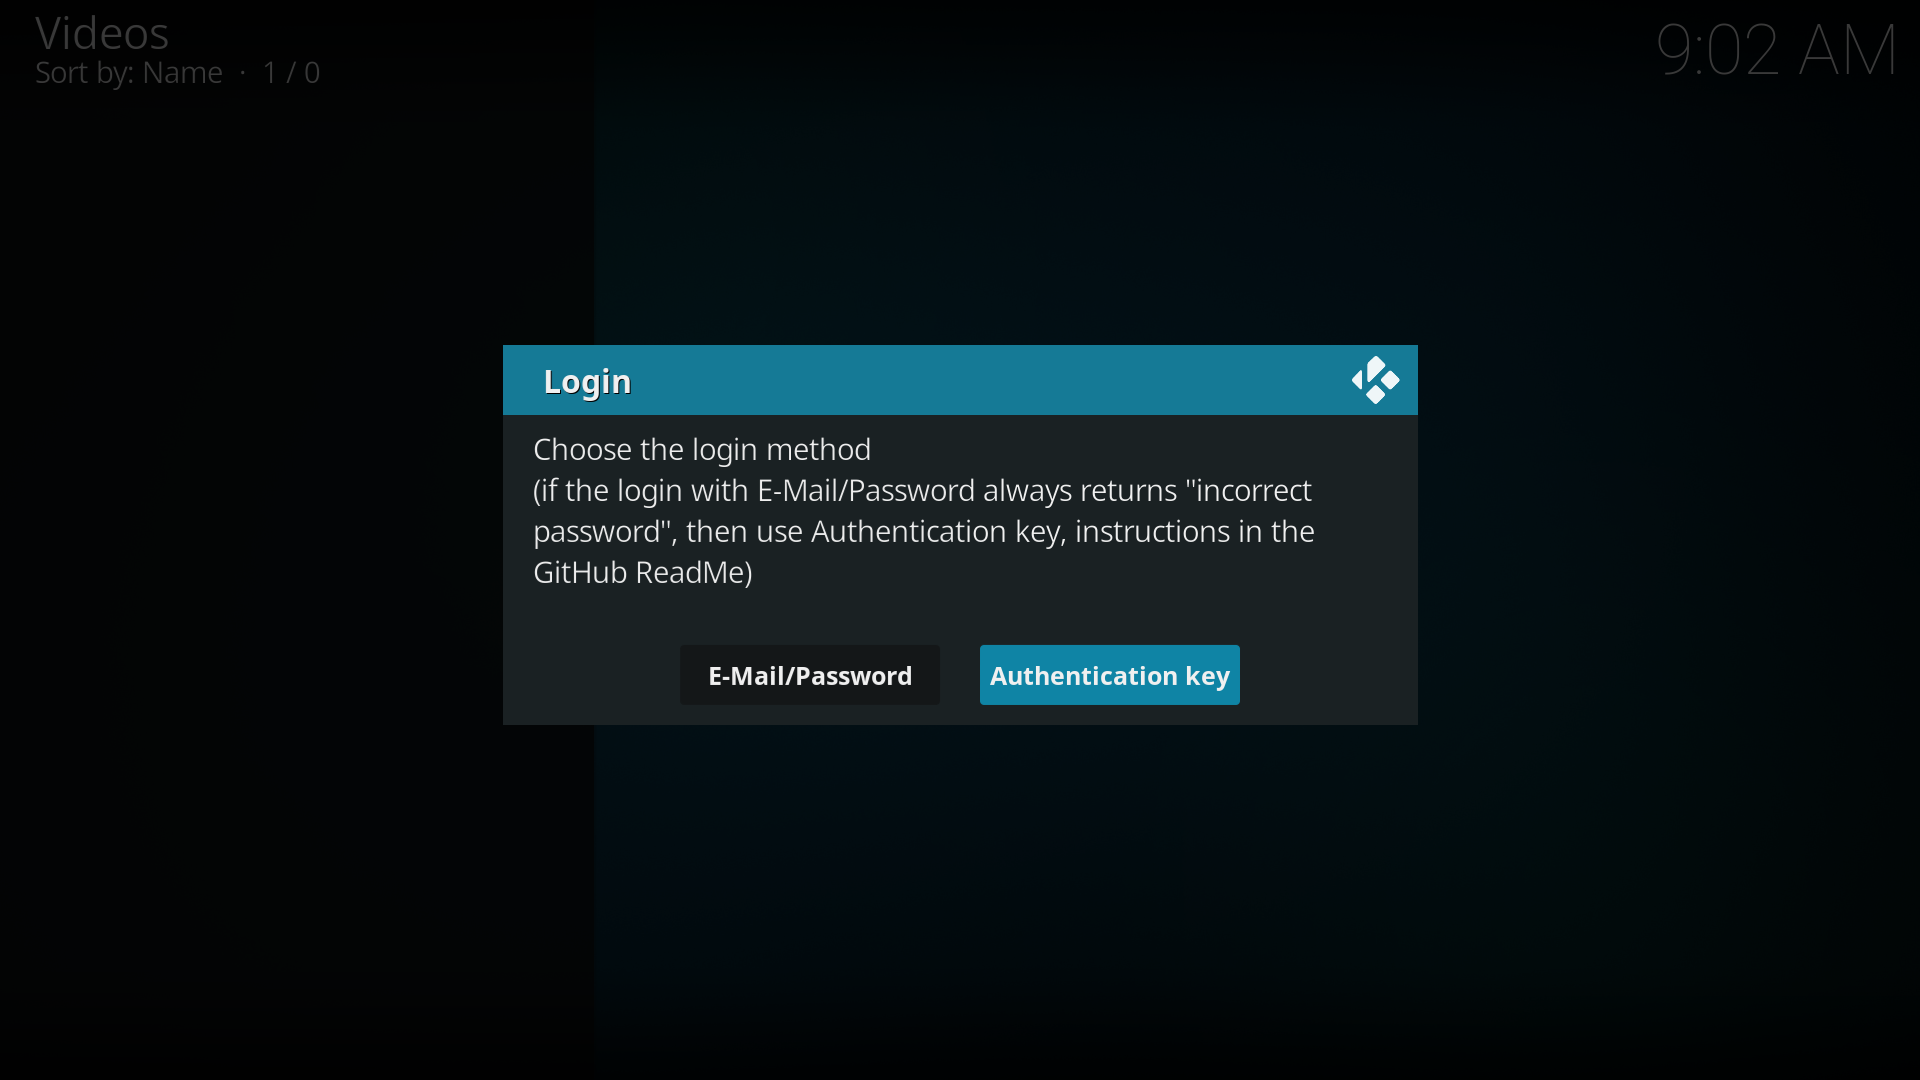 Videos
Sort by: Name · 1 / 0
9:02 AM
Login
Choose the login method
(if the login with E-Mail/Password always returns "incorrect
password", then use Authentication key, instructions in the
GitHub ReadMe)
E-Mail/Password
Authentication key